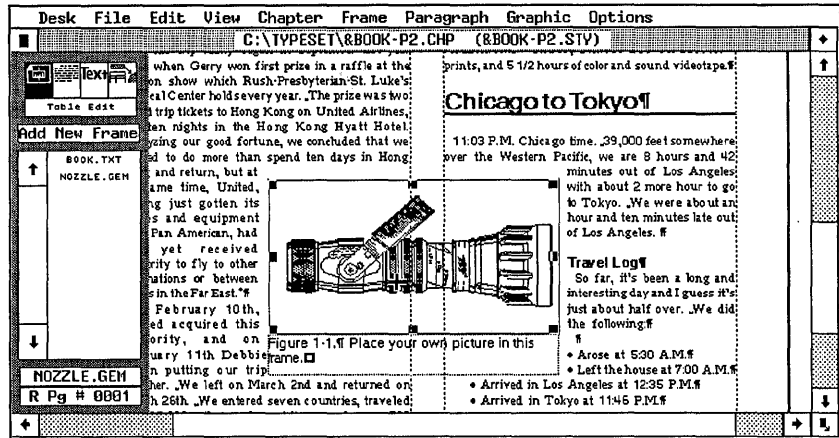 Desk File Edit View Chapter Frame Paragraph Graphic Options
C:\TYPESET\&BOOK-P2.CHP (&BOOK-P2.STY)
Text
Table Edit
Add New Frame
BOOK.TXT
NOZZLE.GEM
NOZZLE.GEM
R Pg # 0001
when Gerry won first prize in a raffle at the
on show which Rush-Presbyterian-St. Luke's
cal Center holds every year. „The prize was two
trip tickets to Hong Kong on United Airlines,
ten nights in the Hong Kong Hyatt Hotel.
yzing our good fortune, we concluded that we
ed to do more than spend ten days in Hong
and return, but at
ame time, United,
ng just gotten its
s and equipment
Pan American, had
yet received
rity to fly to other
nations or between
s in the Far East."¶
February 10th,
ed acquired this
ority, and on
uary 11th Debbie
n putting our trip
her. „We left on March 2nd and returned on
h 26th. „We entered seven countries, traveled
Figure 1-1.¶ Place your own picture in this
frame.□
prints, and 5 1/2 hours of color and sound videotape.¶
Chicago to Tokyo¶
11:03 P.M. Chicago time. „39,000 feet somewhere
over the Western Pacific, we are 8 hours and 42
minutes out of Los Angeles
with about 2 more hour to go
to Tokyo. „We were about an
hour and ten minutes late out
of Los Angeles. ¶
Travel Log¶
So far, it's been a long and
interesting day and I guess it's
just about half over. „We did
the following:¶
¶
• Arose at 5:30 A.M.¶
• Left the house at 7:00 A.M.¶
• Arrived in Los Angeles at 12:35 P.M.¶
• Arrived in Tokyo at 11:45 P.M.¶